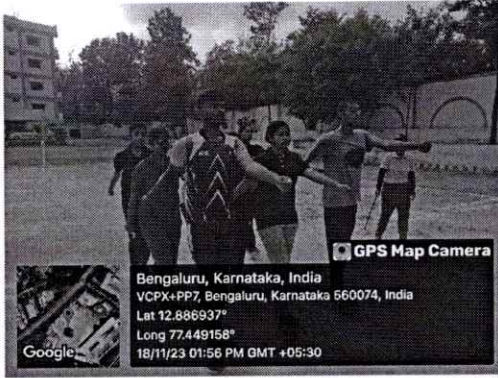 GPS Map Camera
Bengaluru, Karnataka, India
VCPX+PP7, Bengaluru, Karnataka 560074, India
Lat 12.886937°
Long 77.449158°
18/11/23 01:56 PM GMT +05:30
Google